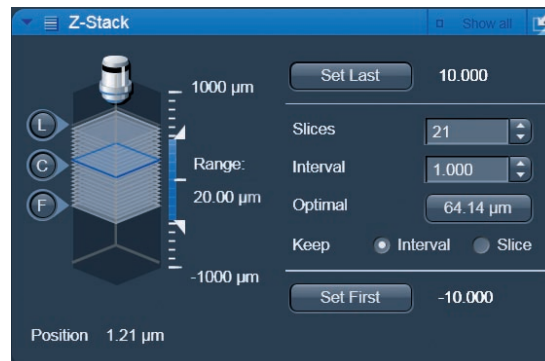 Z-Stack
Show all
1000 µm
Set Last 10.000
L
C
F
Range:
20.00 µm
Slices 21
Interval 1.000
Optimal 64.14 µm
Keep Interval Slice
-1000 µm
Set First -10.000
Position 1.21 µm